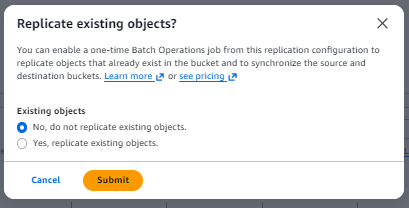 Replicate existing objects?
You can enable a one-time Batch Operations job from this replication configuration to
replicate objects that already exist in the bucket and to synchronize the source and
destination buckets. Learn more or see pricing
Existing objects
No, do not replicate existing objects.
Yes, replicate existing objects.
Cancel Submit